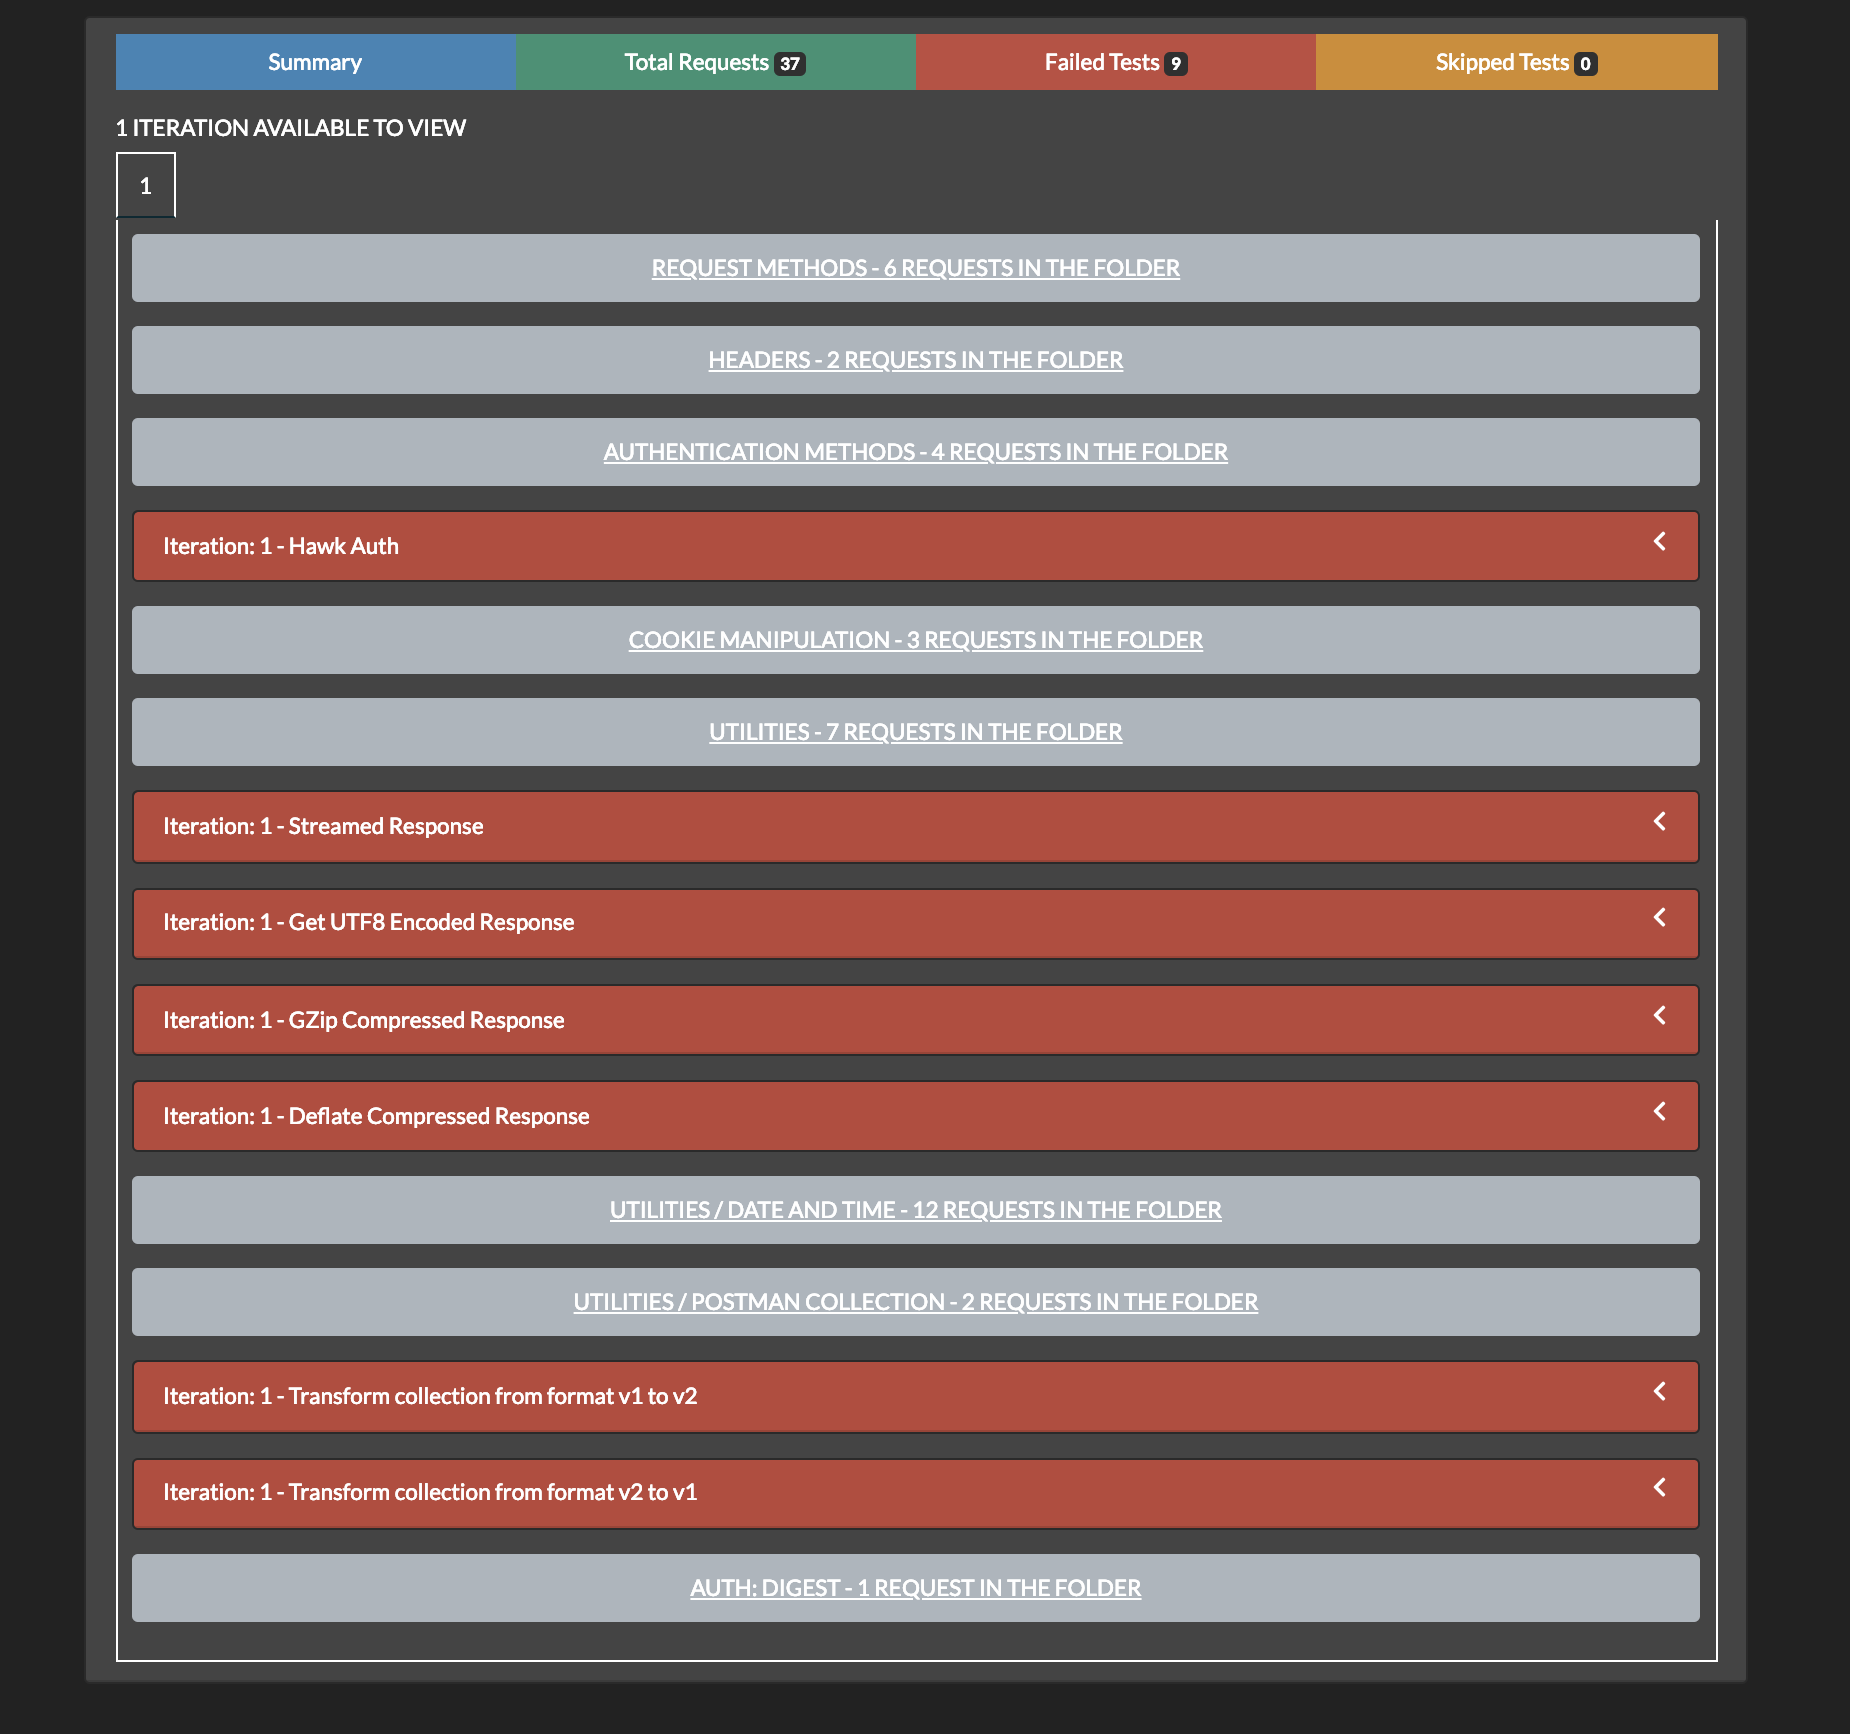 Summary
Total Requests 37
Failed Tests 9
Skipped Tests 0
1 ITERATION AVAILABLE TO VIEW
1
REQUEST METHODS - 6 REQUESTS IN THE FOLDER
HEADERS - 2 REQUESTS IN THE FOLDER
AUTHENTICATION METHODS - 4 REQUESTS IN THE FOLDER
Iteration: 1 - Hawk Auth
COOKIE MANIPULATION - 3 REQUESTS IN THE FOLDER
UTILITIES - 7 REQUESTS IN THE FOLDER
Iteration: 1 - Streamed Response
Iteration: 1 - Get UTF8 Encoded Response
Iteration: 1 - GZip Compressed Response
Iteration: 1 - Deflate Compressed Response
UTILITIES / DATE AND TIME - 12 REQUESTS IN THE FOLDER
UTILITIES / POSTMAN COLLECTION - 2 REQUESTS IN THE FOLDER
Iteration: 1 - Transform collection from format v1 to v2
Iteration: 1 - Transform collection from format v2 to v1
AUTH: DIGEST - 1 REQUEST IN THE FOLDER